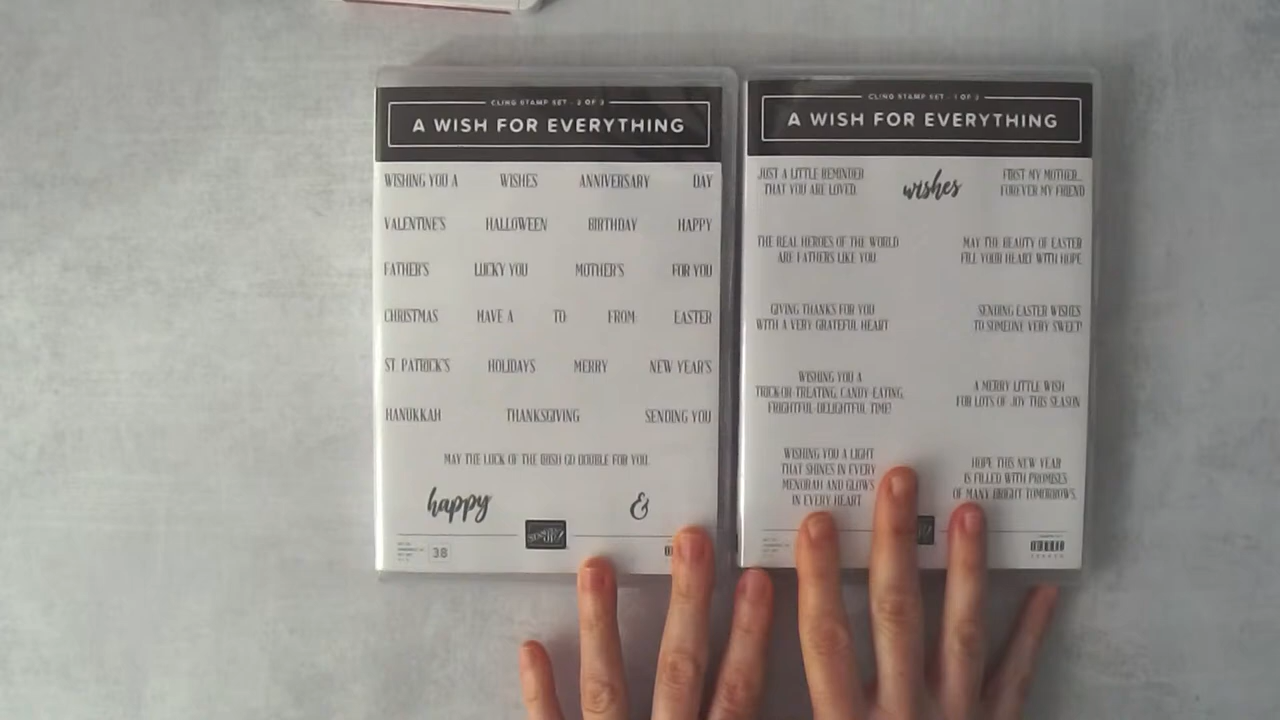 CLING STAMP SET - 2 OF 2
A WISH FOR EVERYTHING
WISHING YOU A WISHES ANNIVERSARY DAY
VALENTINE'S HALLOWEEN BIRTHDAY HAPPY
FATHER'S LUCKY YOU MOTHER'S FOR YOU
CHRISTMAS HAVE A TO FROM EASTER
ST. PATRICK'S HOLIDAYS MERRY NEW YEAR'S
HANUKKAH THANKSGIVING SENDING YOU
MAY THE LUCK OF THE IRISH GO DOUBLE FOR YOU.
happy &
38
CLING STAMP SET - 1 OF 2
A WISH FOR EVERYTHING
JUST A LITTLE REMINDER
THAT YOU ARE LOVED.
wishes
FIRST MY MOTHER...
FOREVER MY FRIEND
THE REAL HEROES OF THE WORLD
ARE FATHERS LIKE YOU.
MAY THE BEAUTY OF EASTER
FILL YOUR HEART WITH HOPE
GIVING THANKS FOR YOU
WITH A VERY GRATEFUL HEART
SENDING EASTER WISHES
TO SOMEONE VERY SWEET!
WISHING YOU A
TRICK-OR-TREATING, CANDY-EATING,
FRIGHTFUL-DELIGHTFUL TIME!
A MERRY LITTLE WISH
FOR LOTS OF JOY THIS SEASON
WISHING YOU A LIGHT
THAT SHINES IN EVERY
MENORAH AND GLOWS
IN EVERY HEART
HOPE THIS NEW YEAR
IS FILLED WITH PROMISES
OF MANY BRIGHT TOMORROWS.